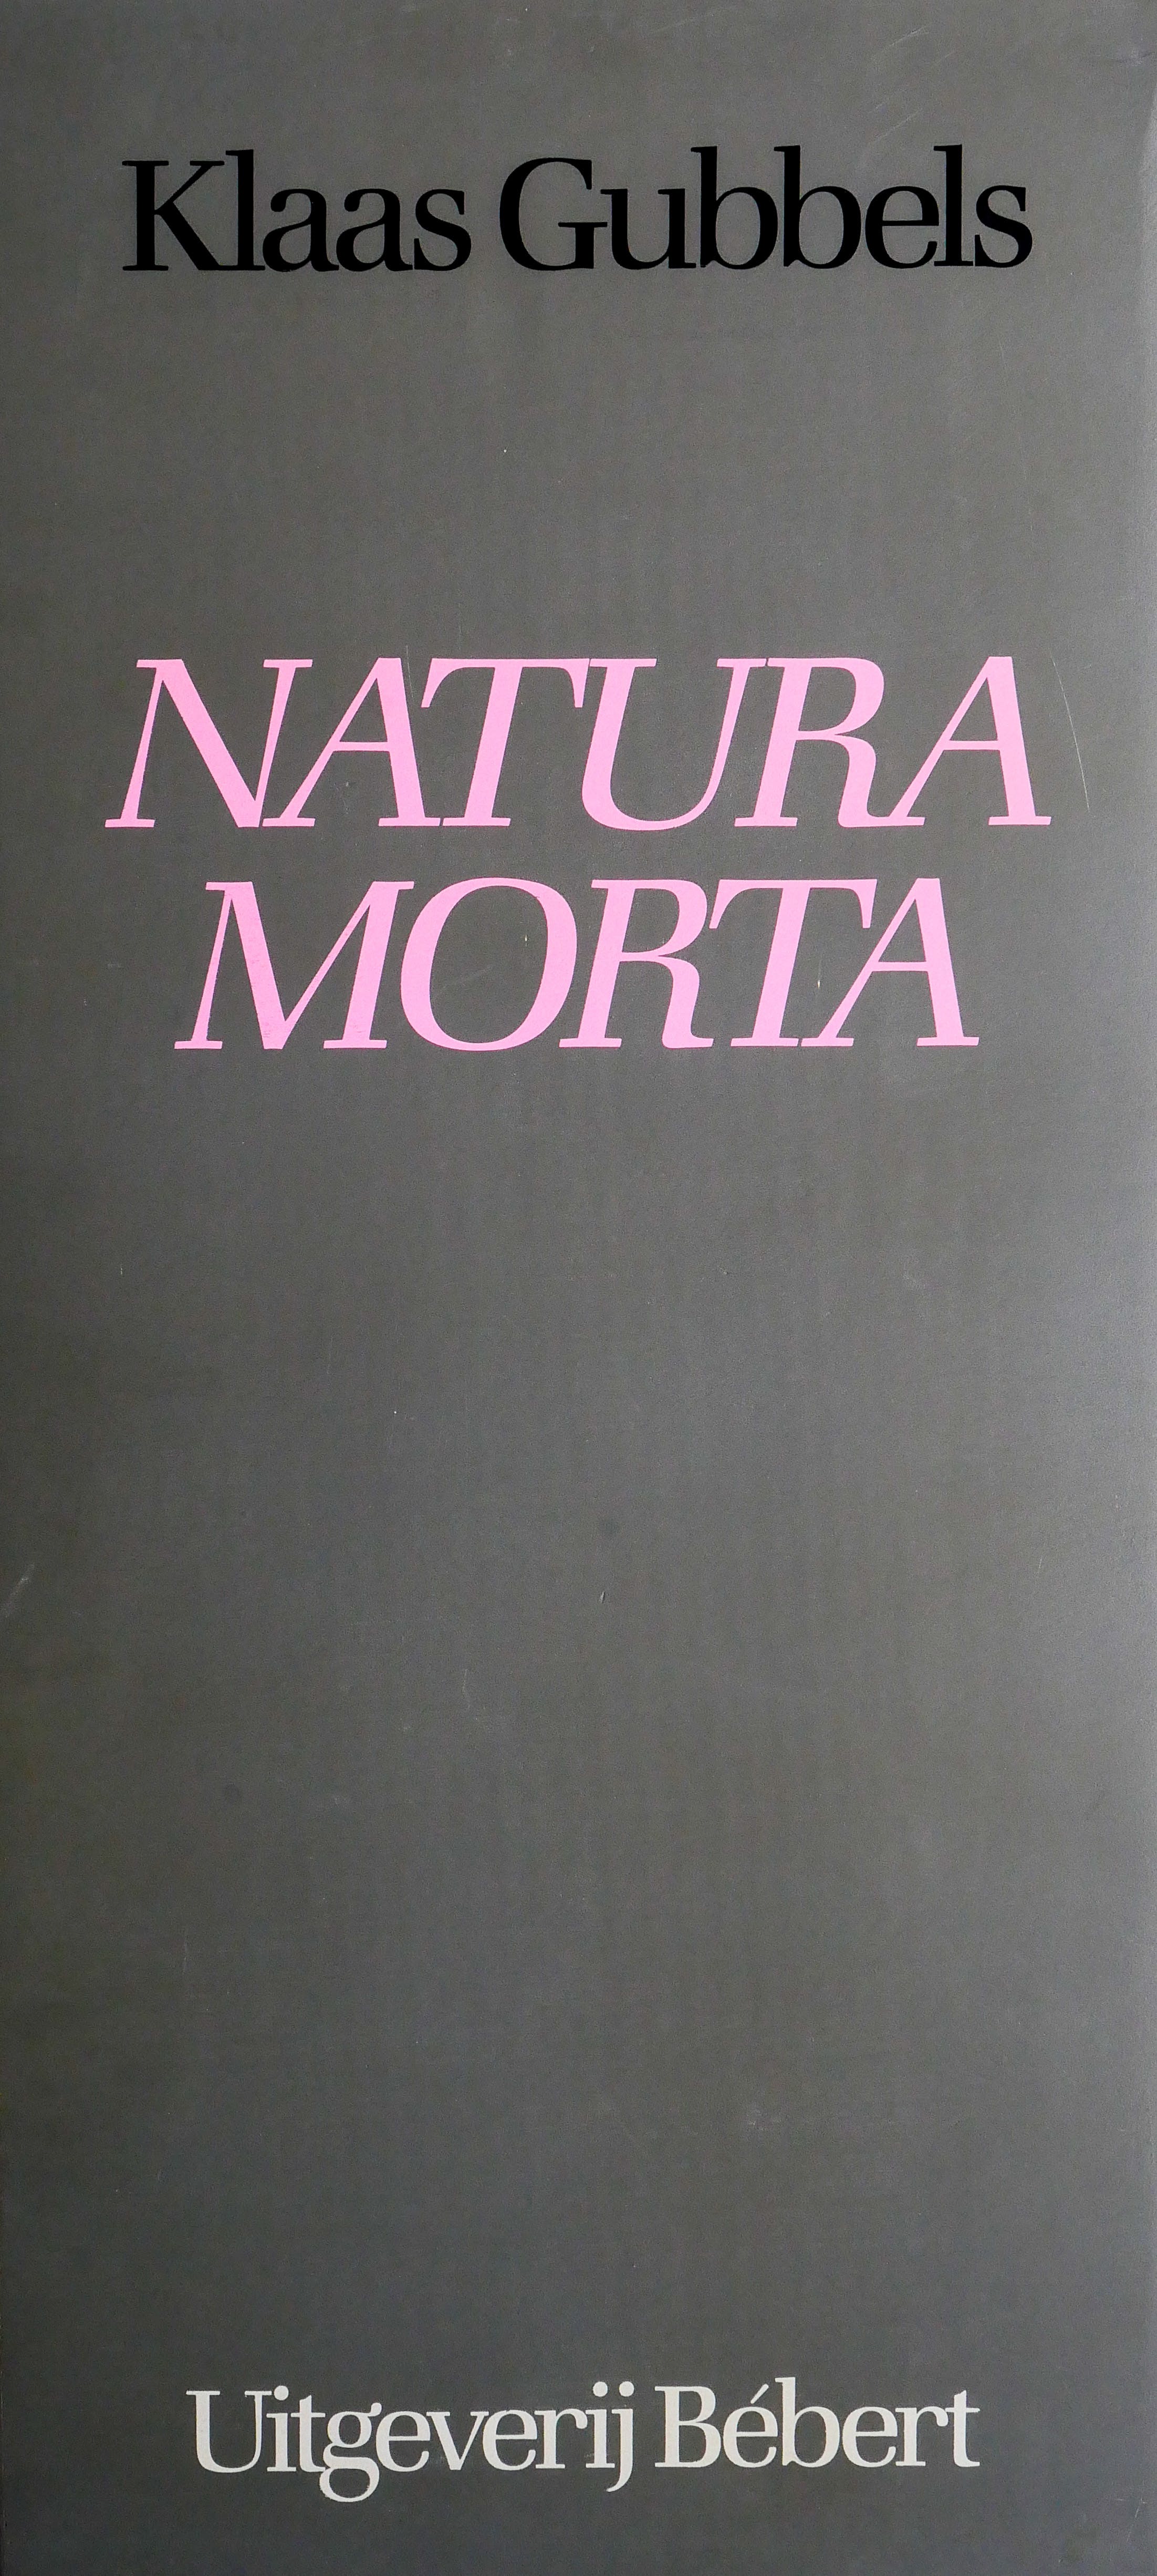 Klaas Gubbels
NATURA
MORTA
Uitgeverij Bébert